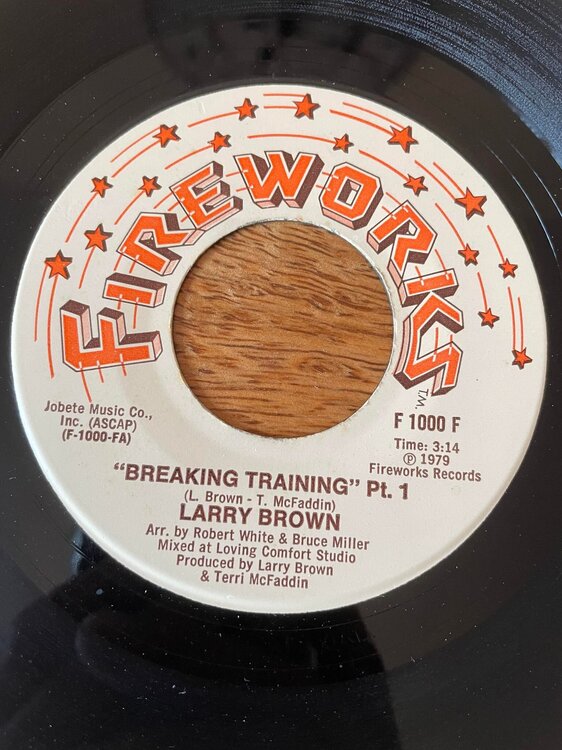 FIREWORKS
TM.
Jobete Music Co.,
Inc. (ASCAP)
(F-1000-FA)
F 1000 F
Time: 3:14
℗ 1979
Fireworks Records
"BREAKING TRAINING" Pt. 1
(L. Brown - T. McFaddin)
LARRY BROWN
Arr. by Robert White & Bruce Miller
Mixed at Loving Comfort Studio
Produced by Larry Brown
& Terri McFaddin